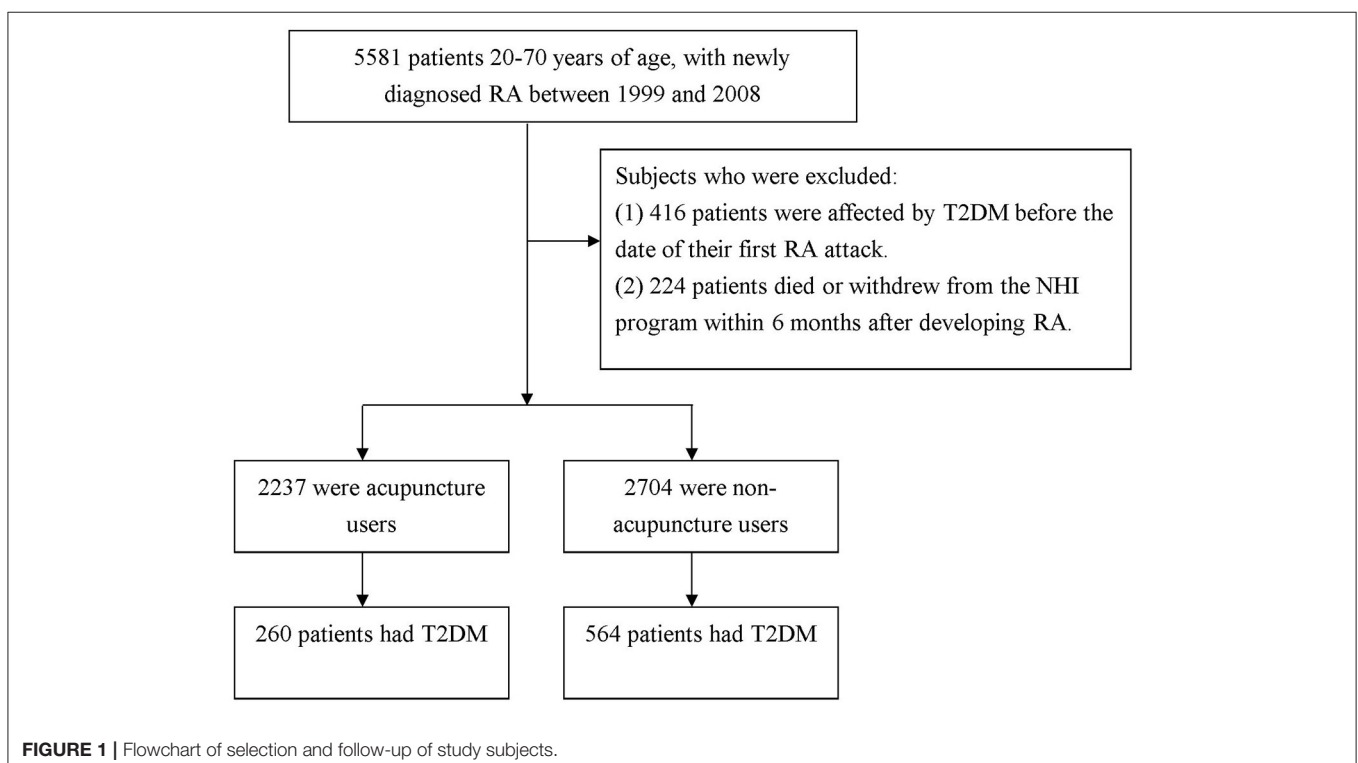 5581 patients 20-70 years of age, with newly
diagnosed RA between 1999 and 2008
Subjects who were excluded:
(1) 416 patients were affected by T2DM before the
date of their first RA attack.
(2) 224 patients died or withdrew from the NHI
program within 6 months after developing RA.
2237 were acupuncture
users
2704 were non-
acupuncture users
260 patients had T2DM
564 patients had T2DM
FIGURE 1 | Flowchart of selection and follow-up of study subjects.